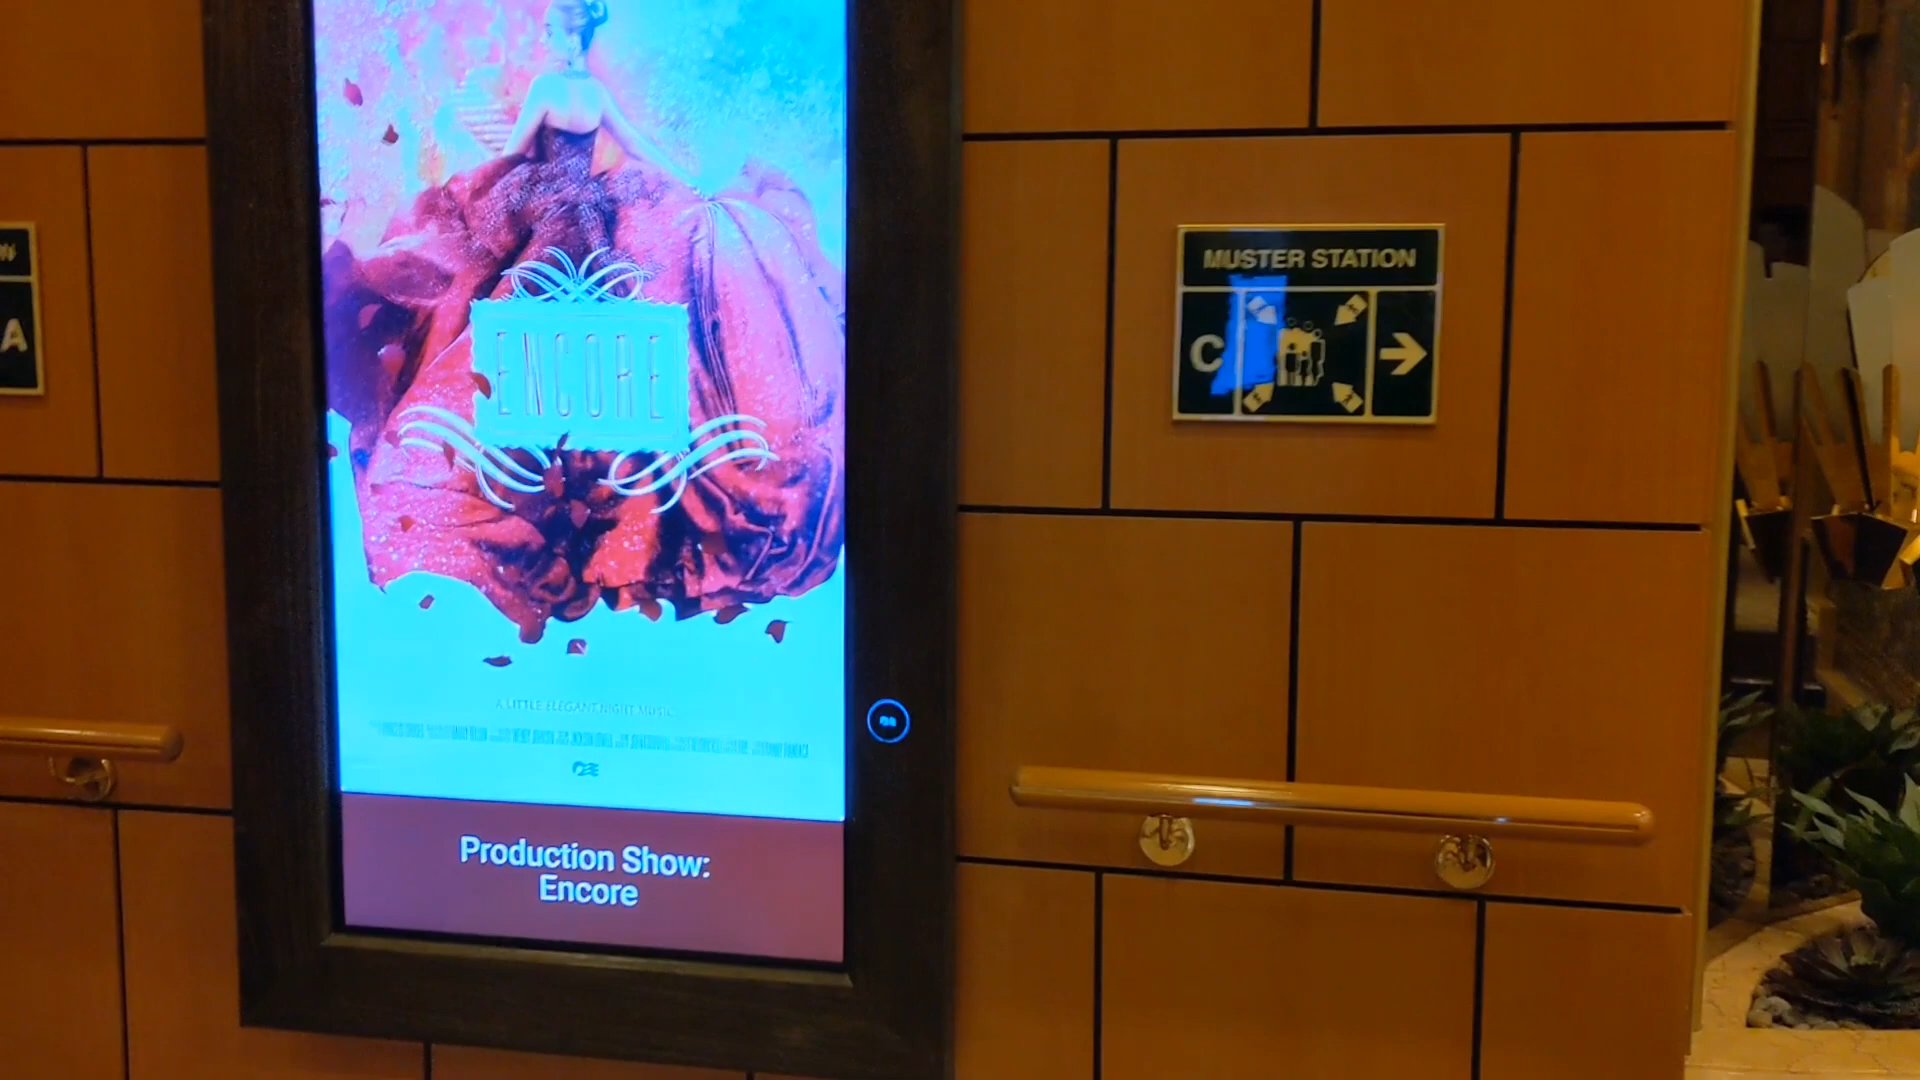 A
ENCORE
A LITTLE ELEGANT NIGHT MUSIC
Production Show:
Encore
MUSTER STATION
C